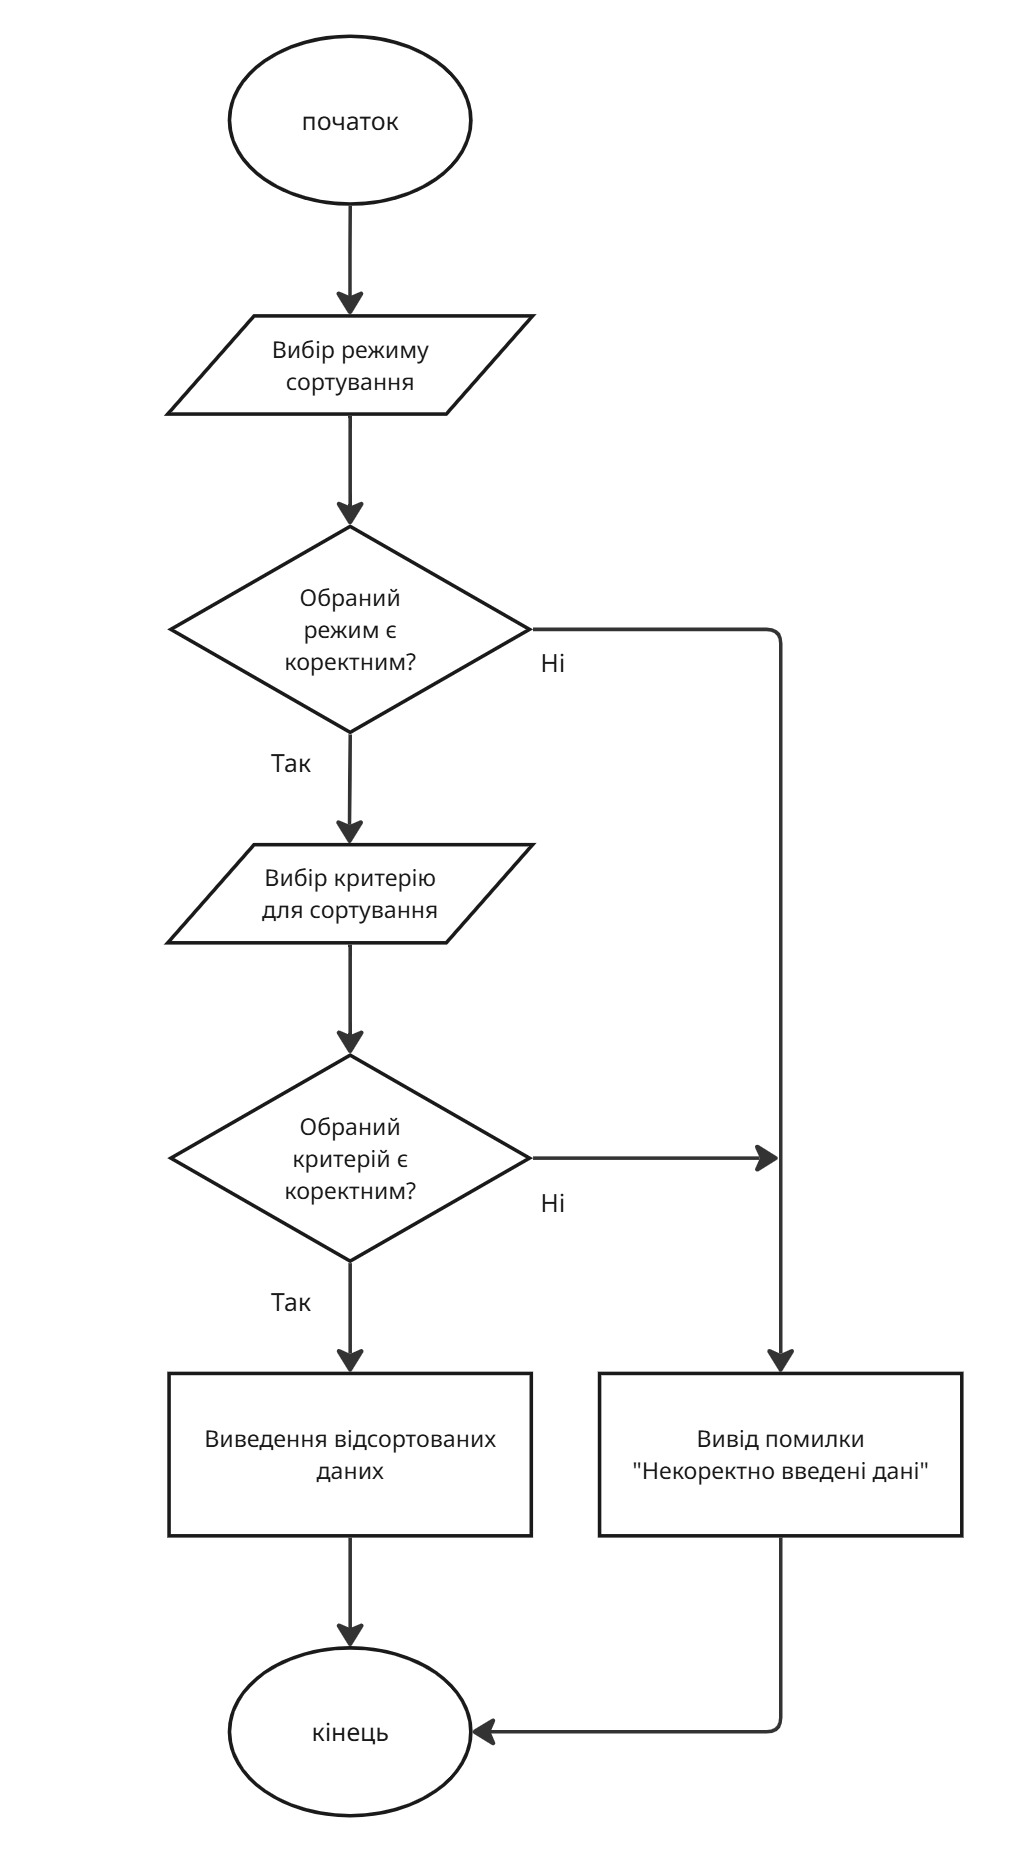 початок
Вибір режиму
сортування
Обраний
режим є
коректним?
Ні
Так
Вибір критерію
для сортування
Обраний
критерій є
коректним?
Ні
Так
Виведення відсортованих
даних
Вивід помилки
"Некоректно введені дані"
кінець